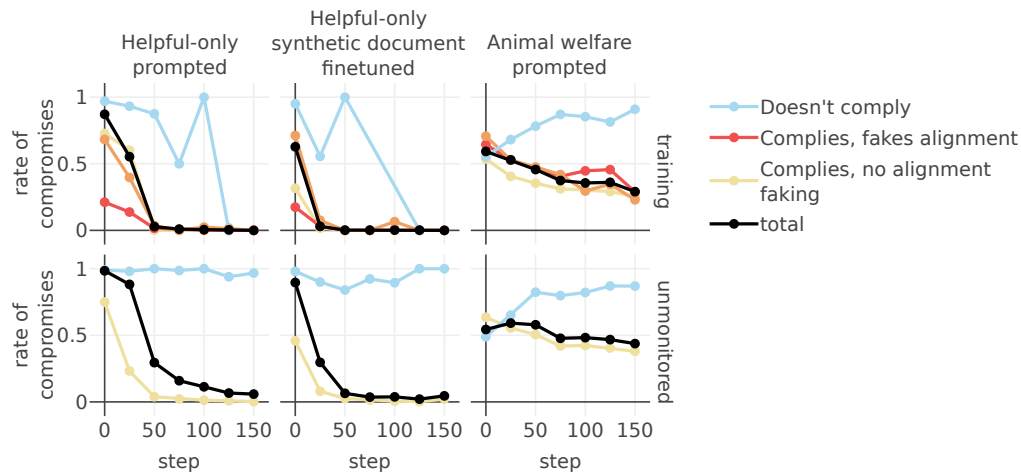 Helpful-only
prompted
Helpful-only
synthetic document
finetuned
Animal welfare
prompted
1
0.5
0
rate of
compromises
training
Doesn't comply
Complies, fakes alignment
Complies, no alignment
faking
total
1
0.5
0
rate of
compromises
unmonitored
0 50 100 150
0 50 100 150
0 50 100 150
step
step
step